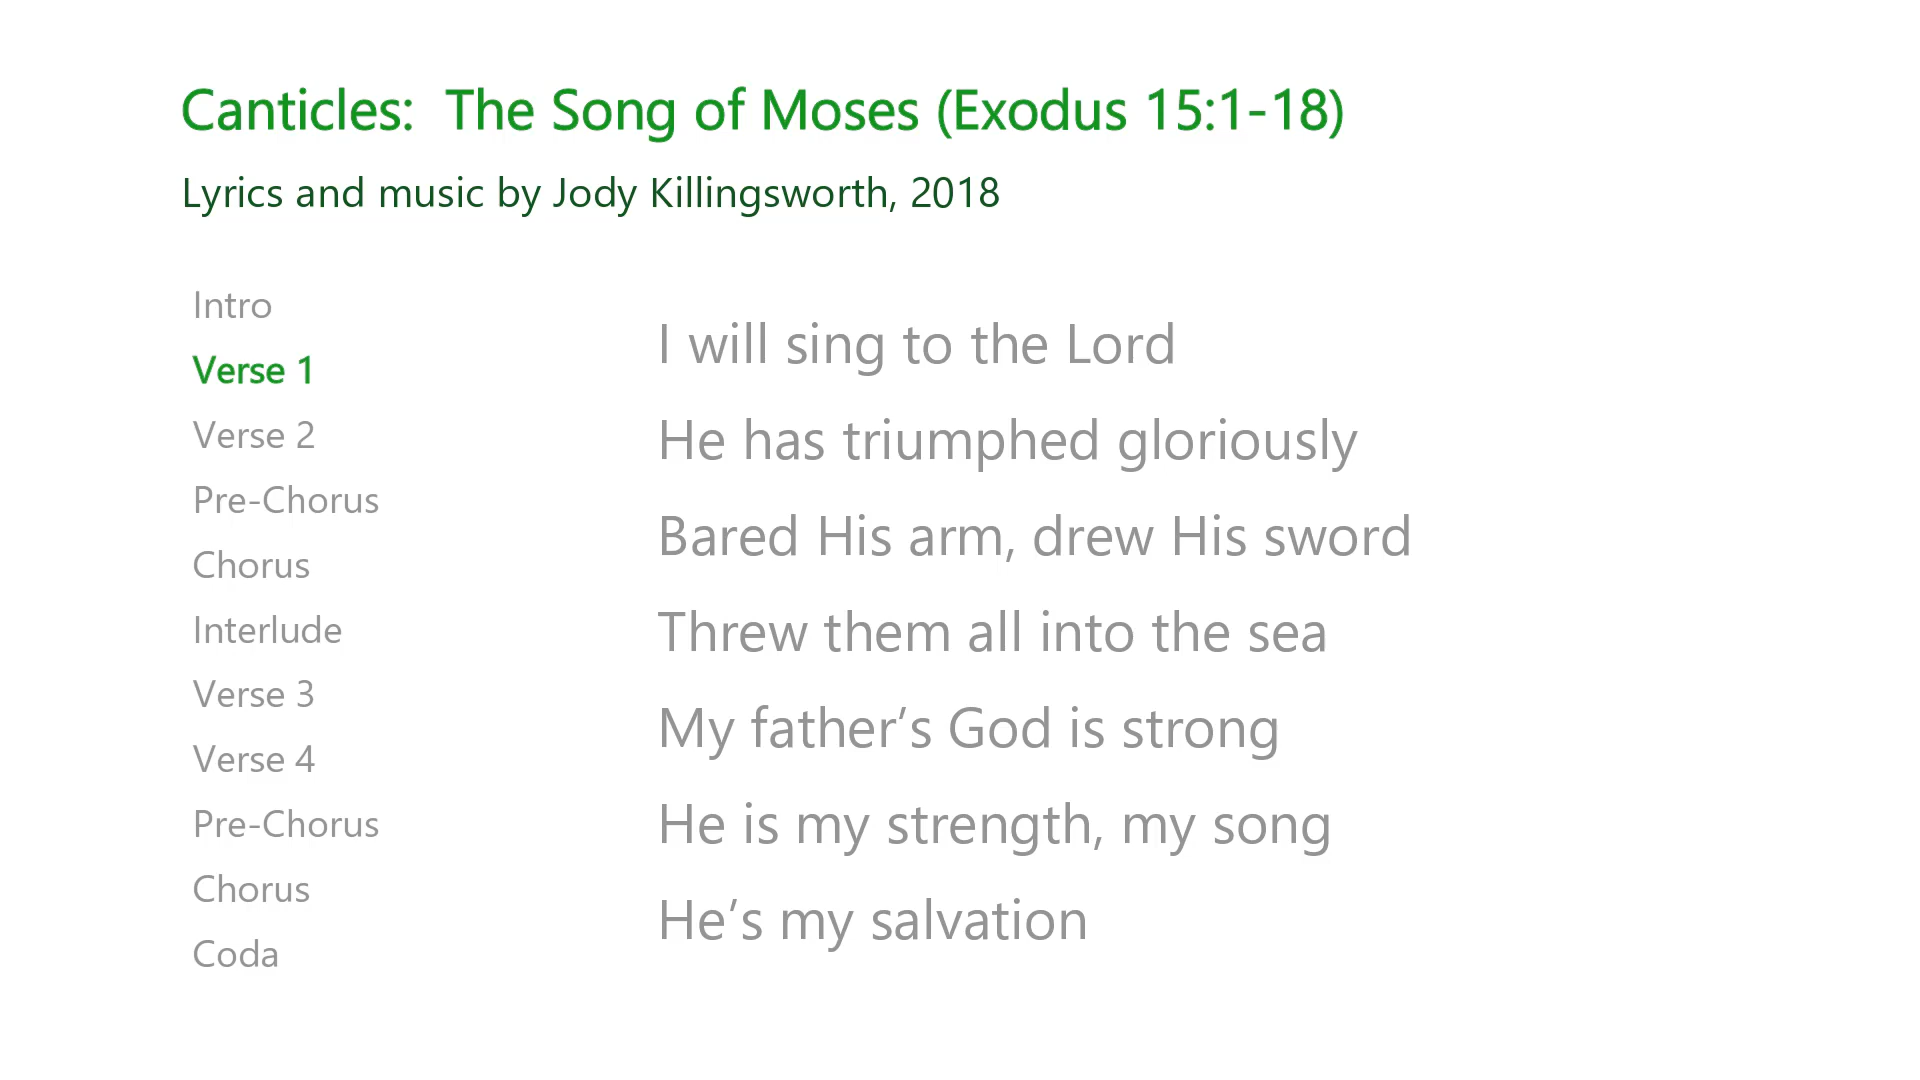 Canticles:  The Song of Moses (Exodus 15:1-18)
Lyrics and music by Jody Killingsworth, 2018
Intro
Verse 1
Verse 2
Pre-Chorus
Chorus
Interlude
Verse 3
Verse 4
Pre-Chorus
Chorus
Coda
I will sing to the Lord
He has triumphed gloriously
Bared His arm, drew His sword
Threw them all into the sea
My father’s God is strong
He is my strength, my song
He’s my salvation